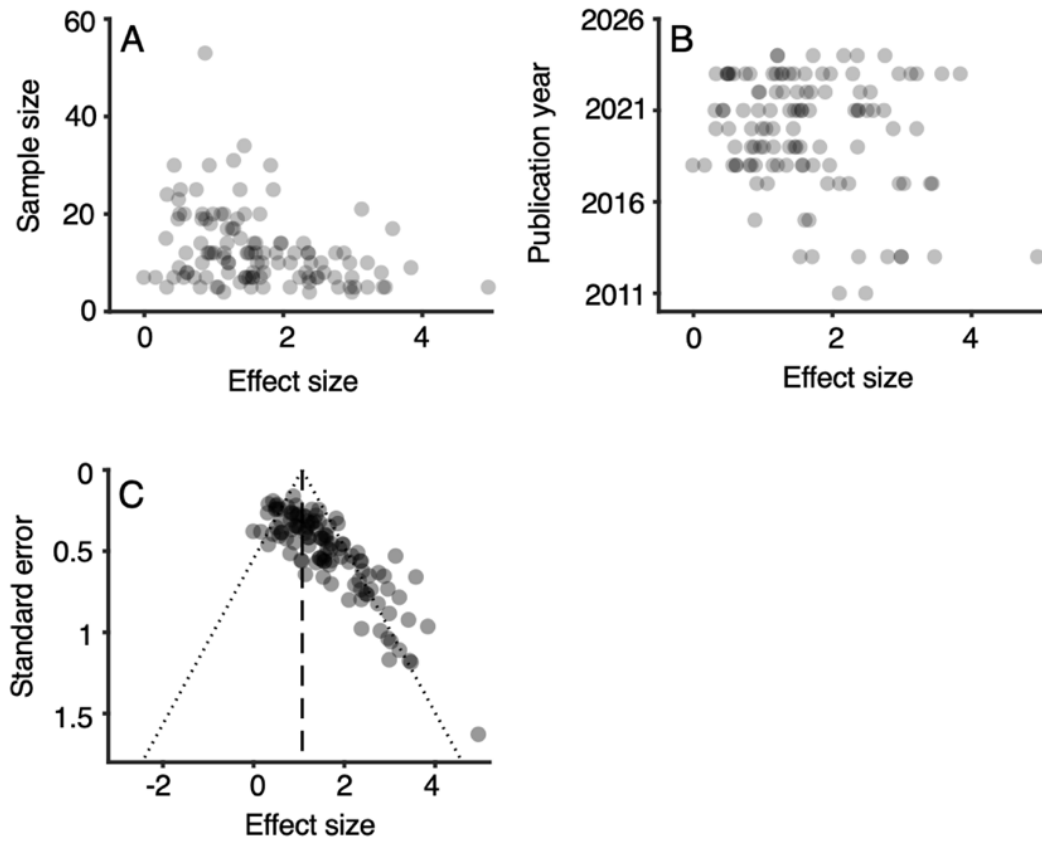 A
60
40
20
0
Sample size
0 2 4
Effect size
B
2026
2021
2016
2011
Publication year
0 2 4
Effect size
C
0
0.5
1
1.5
Standard error
-2 0 2 4
Effect size